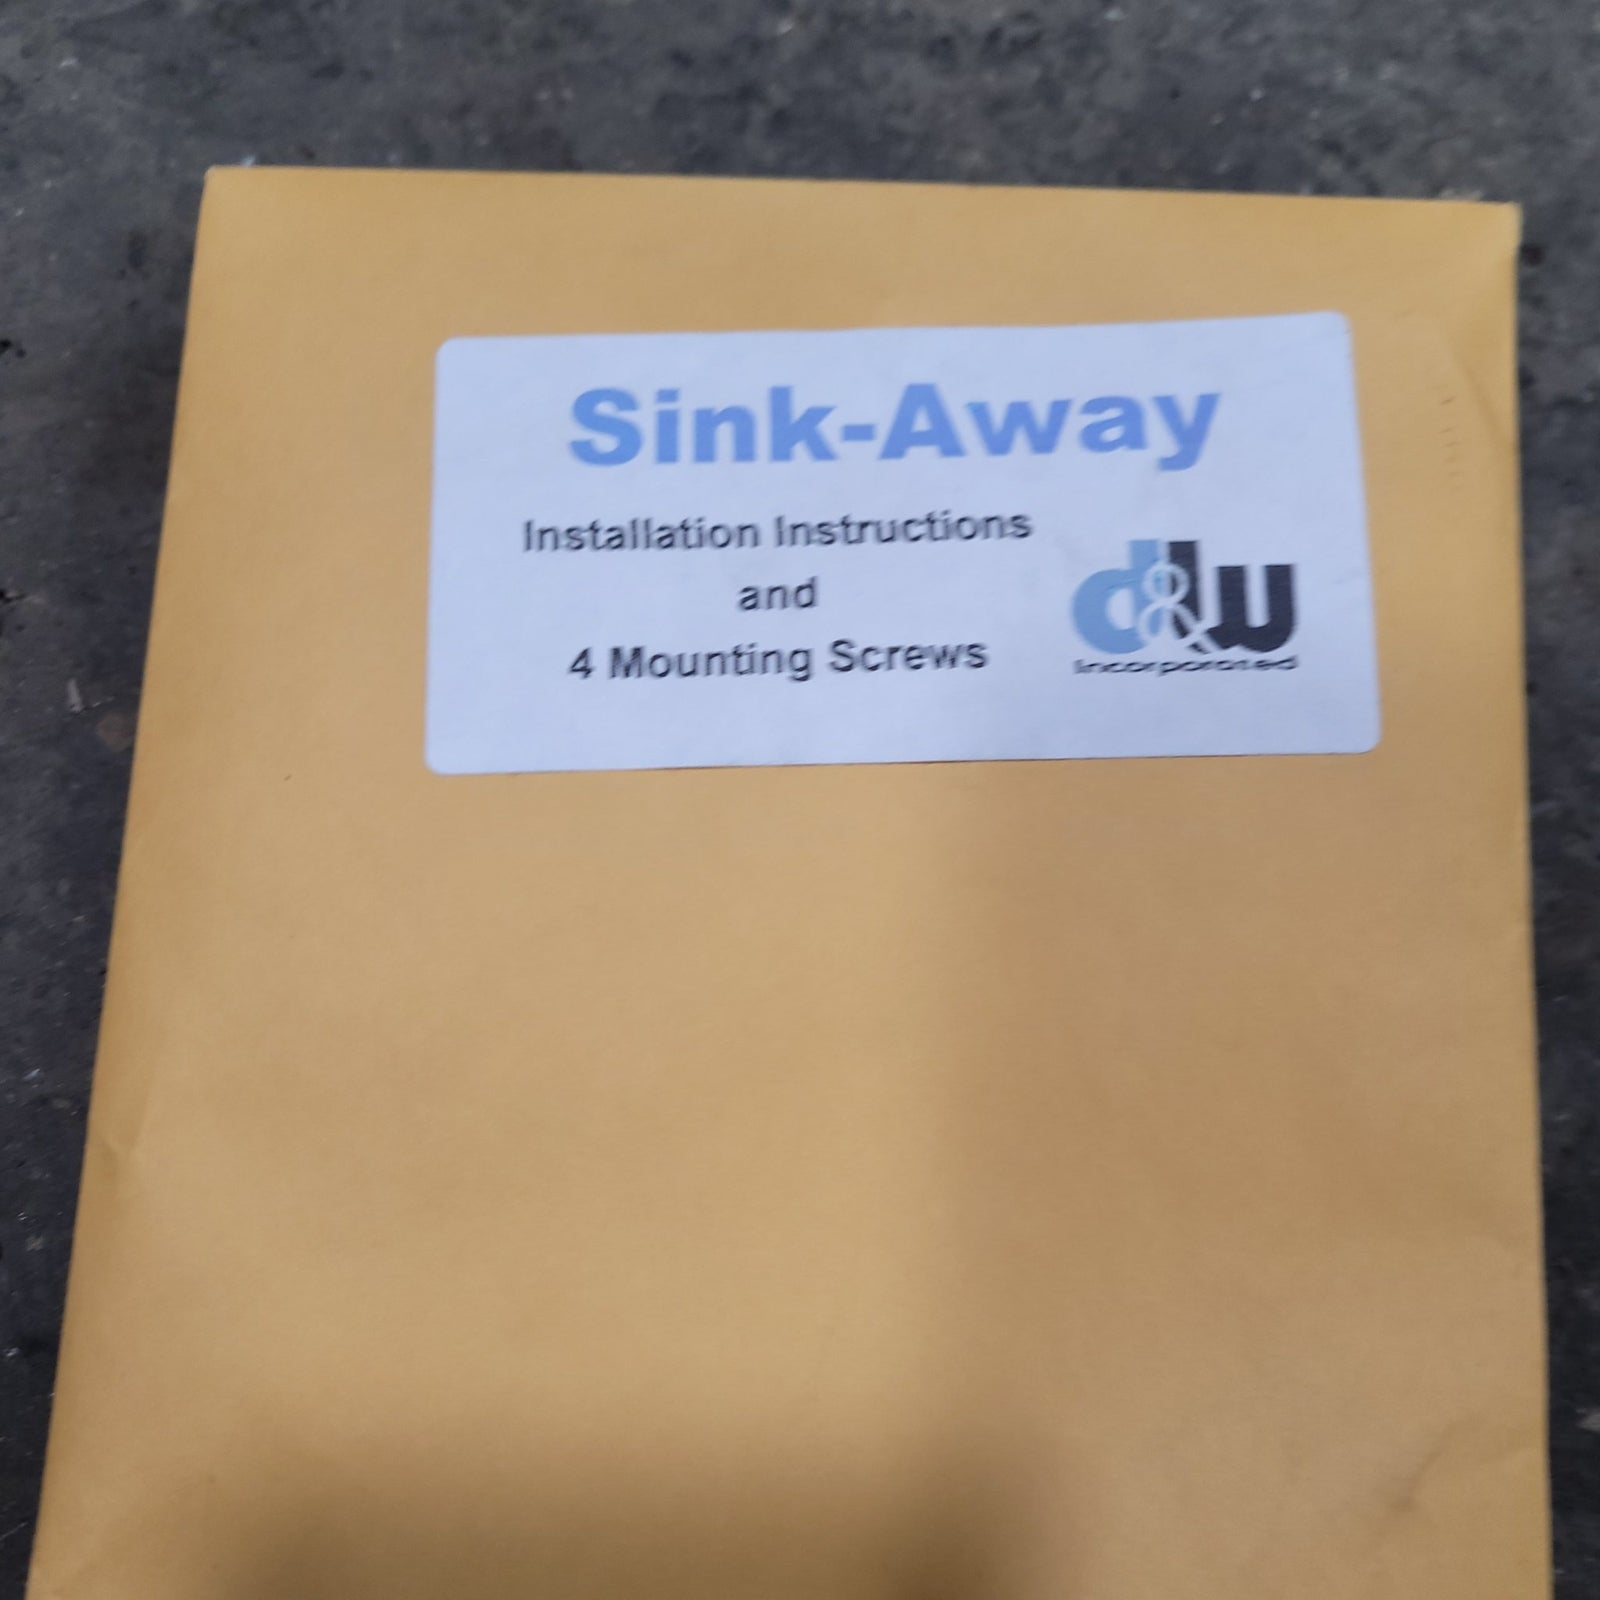 Sink-Away
Installation Instructions
and
4 Mounting Screws
d&w
incorporated